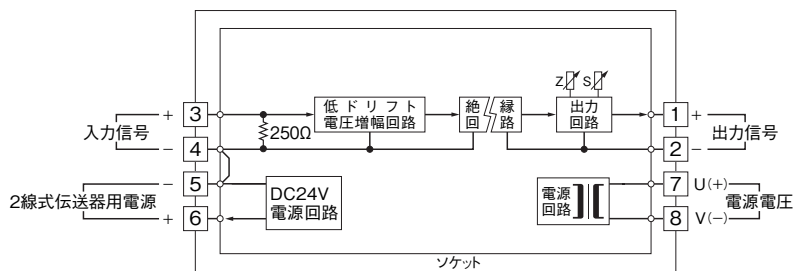 Z S
3 +
入力信号
4 −
250Ω
低ドリフト
電圧増幅回路
絶縁
回路
出力
回路
1 +
出力信号
2 −
5 −
2線式伝送器用電源
6 +
DC24V
電源回路
電源
回路
7 U(+)
電源電圧
8 V(−)
ソケット